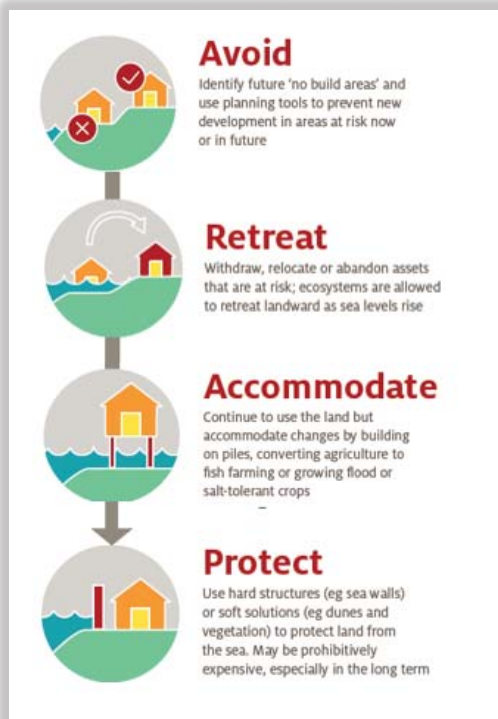 Avoid
Identify future 'no build areas' and
use planning tools to prevent new
development in areas at risk now
or in future
Retreat
Withdraw, relocate or abandon assets
that are at risk; ecosystems are allowed
to retreat landward as sea levels rise
Accommodate
Continue to use the land but
accommodate changes by building
on piles, converting agriculture to
fish farming or growing flood or
salt-tolerant crops
–
Protect
Use hard structures (eg sea walls)
or soft solutions (eg dunes and
vegetation) to protect land from
the sea. May be prohibitively
expensive, especially in the long term